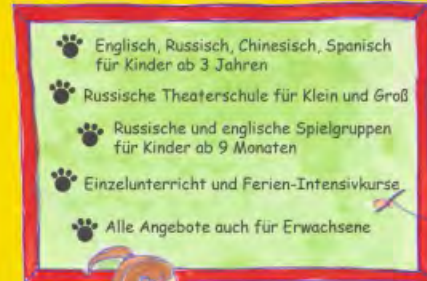 Englisch, Russisch, Chinesisch, Spanisch
für Kinder ab 3 Jahren
Russische Theaterschule für Klein und Groß
Russische und englische Spielgruppen
für Kinder ab 9 Monaten
Einzelunterricht und Ferien-Intensivkurse
Alle Angebote auch für Erwachsene